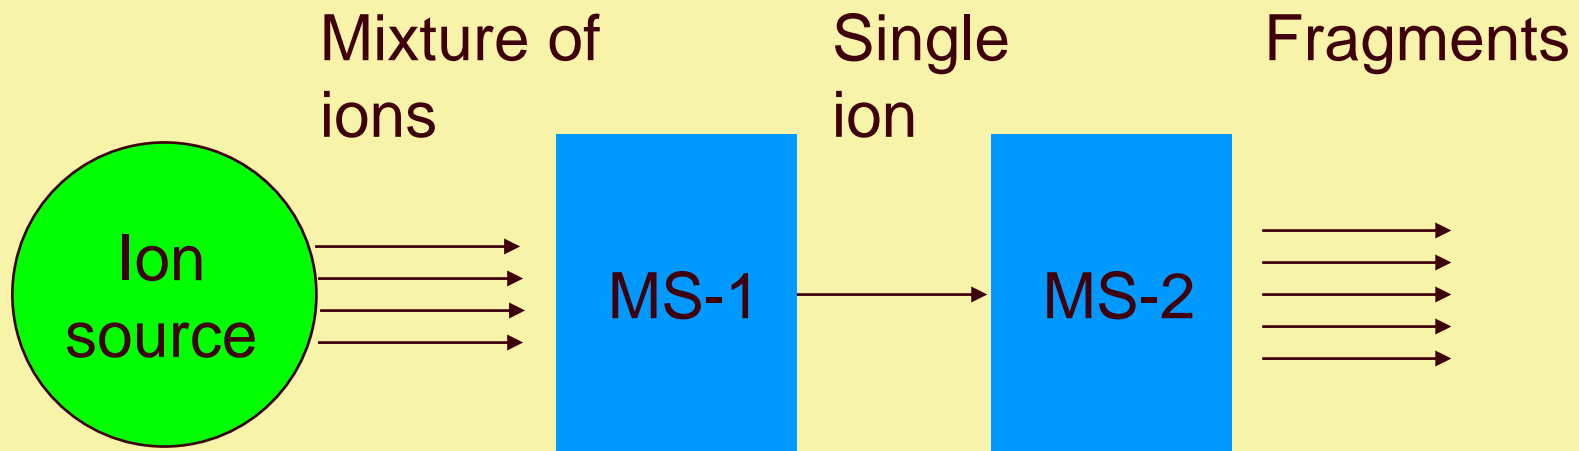 Mixture of
ions
Single
ion
Fragments
Ion
source
MS-1
MS-2